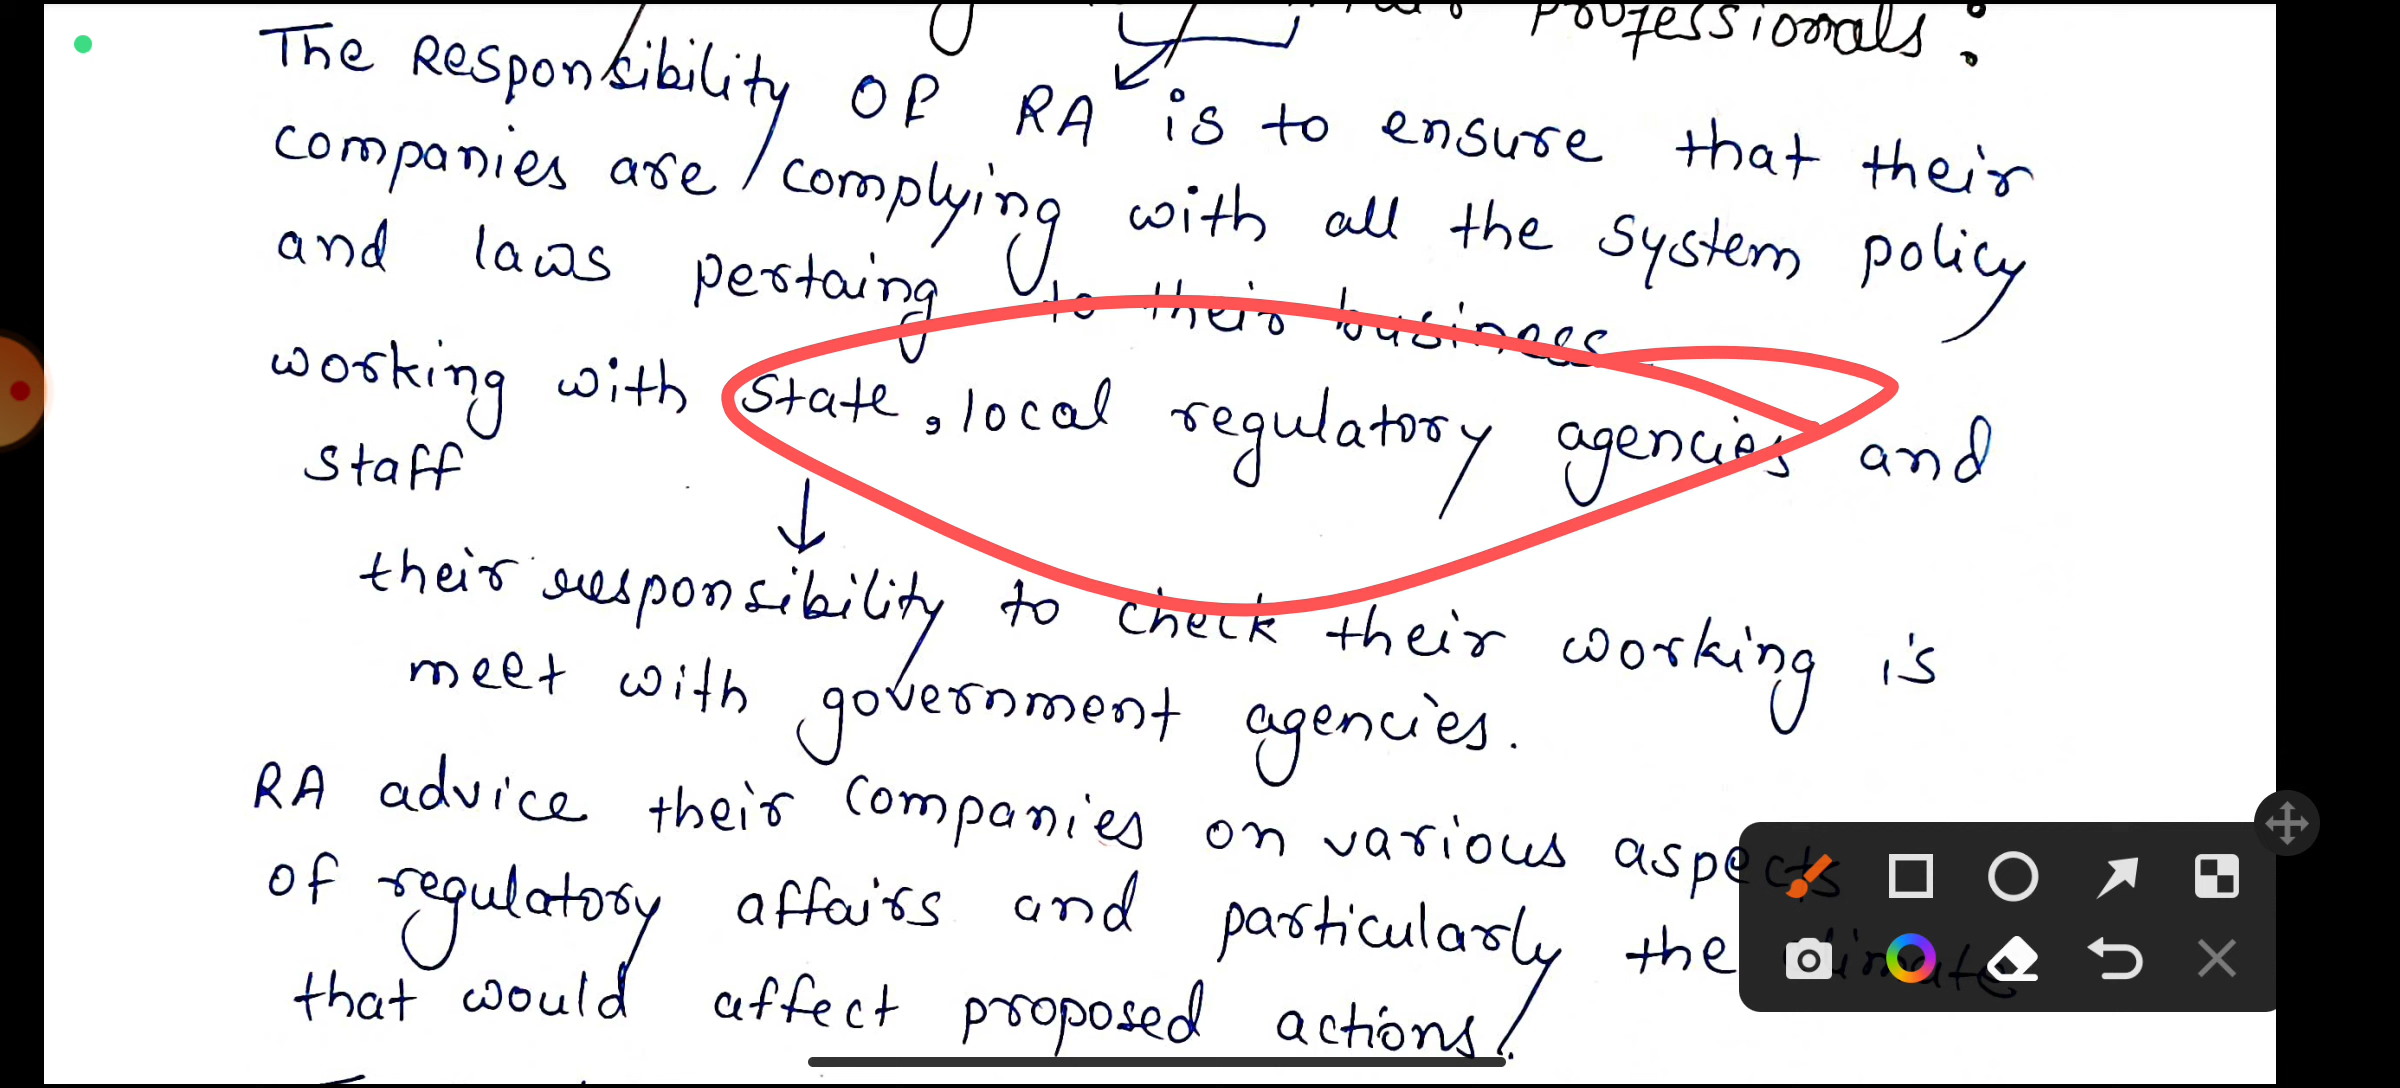 Professionals:
The Responsibility OF RA is to ensure that their
companies are complying with all the system policy
and laws pertaing to their business
working with state, local regulatory agencies and
staff
their responsibility to check their working is
meet with government agencies.
RA advice their companies on various aspects
of regulatory affairs and particularly the climate
that would affect proposed actions.